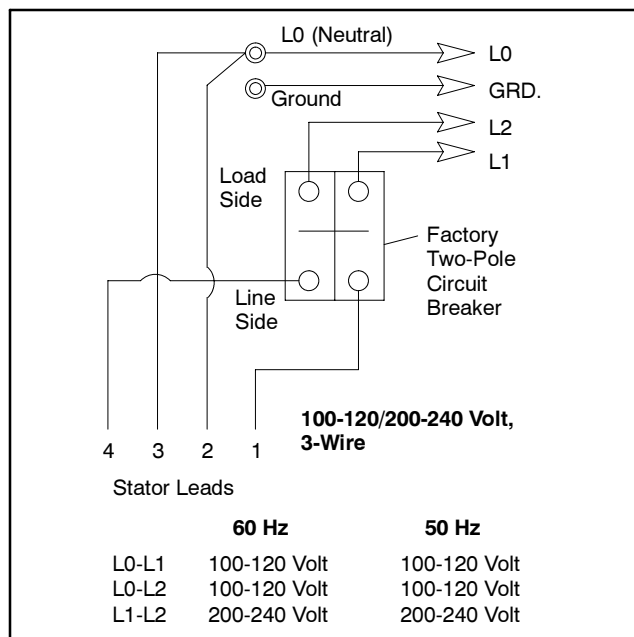 L0 (Neutral)
L0
GRD.
Ground
L2
L1
Load
Side
Factory
Two-Pole
Circuit
Breaker
Line
Side
100-120/200-240 Volt,
3-Wire
4 3 2 1
Stator Leads
60 Hz 50 Hz
L0-L1 100-120 Volt 100-120 Volt
L0-L2 100-120 Volt 100-120 Volt
L1-L2 200-240 Volt 200-240 Volt